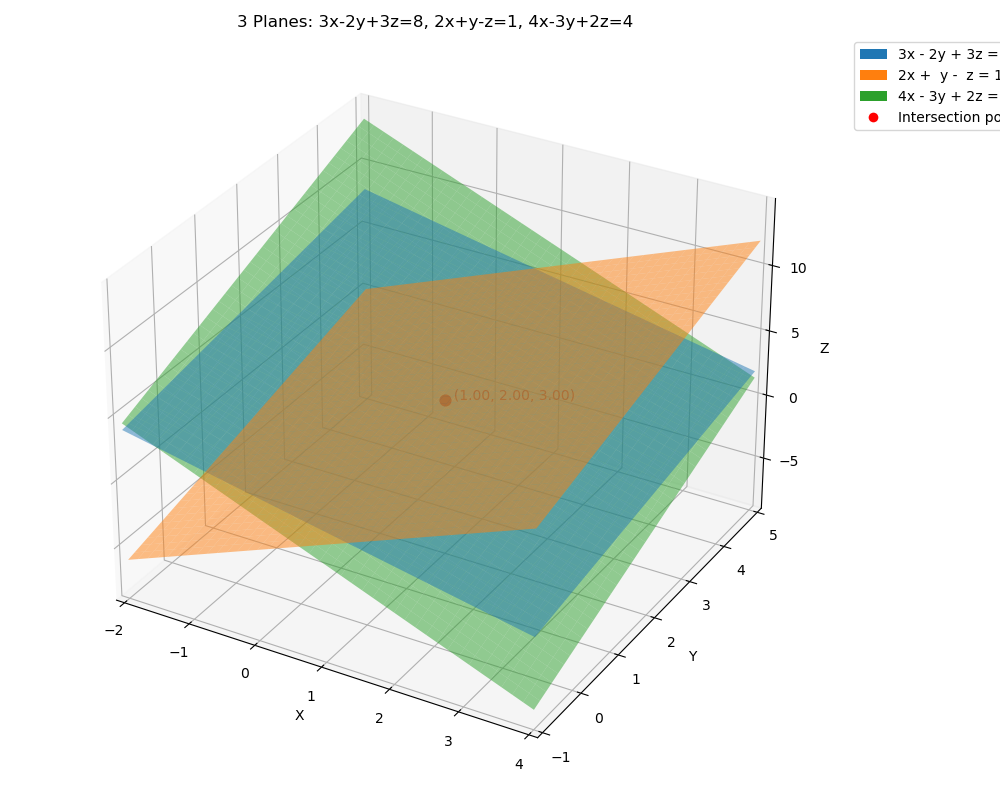 3 Planes: 3x-2y+3z=8, 2x+y-z=1, 4x-3y+2z=4
3x - 2y + 3z =
2x +  y -  z = 1
4x - 3y + 2z =
Intersection po
(1.00, 2.00, 3.00)
10
5
0
−5
Z
5
4
3
2
1
0
−1
Y
−2
−1
0
1
2
3
4
X